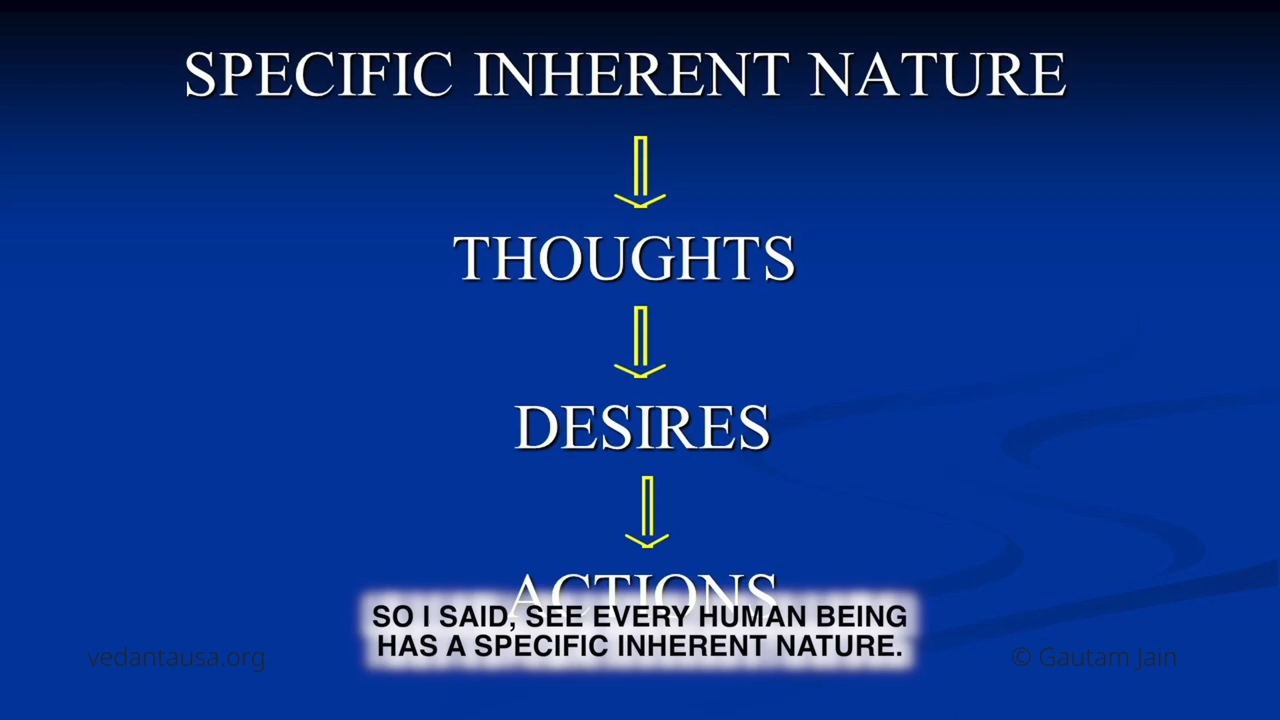 SPECIFIC INHERENT NATURE
THOUGHTS
DESIRES
ACTIONS
SO I SAID, SEE EVERY HUMAN BEING
HAS A SPECIFIC INHERENT NATURE.
vedantausa.org
© Gautam Jain